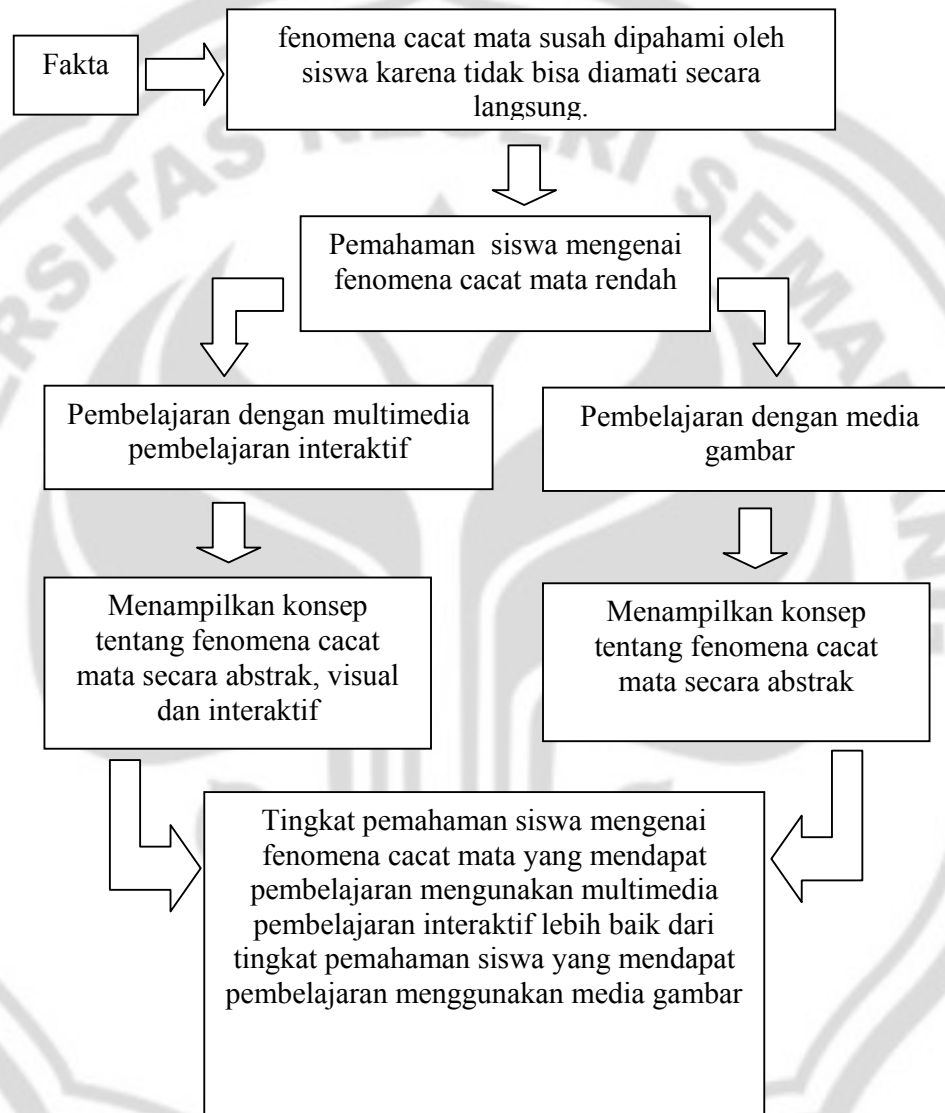 Fakta
fenomena cacat mata susah dipahami oleh
siswa karena tidak bisa diamati secara
langsung.
UNIVERSITAS NEGERI SEMARANG
Pemahaman siswa mengenai
fenomena cacat mata rendah
Pembelajaran dengan multimedia
pembelajaran interaktif
Pembelajaran dengan media
gambar
Menampilkan konsep
tentang fenomena cacat
mata secara abstrak, visual
dan interaktif
Menampilkan konsep
tentang fenomena cacat
mata secara abstrak
Tingkat pemahaman siswa mengenai
fenomena cacat mata yang mendapat
pembelajaran mengunakan multimedia
pembelajaran interaktif lebih baik dari
tingkat pemahaman siswa yang mendapat
pembelajaran menggunakan media gambar